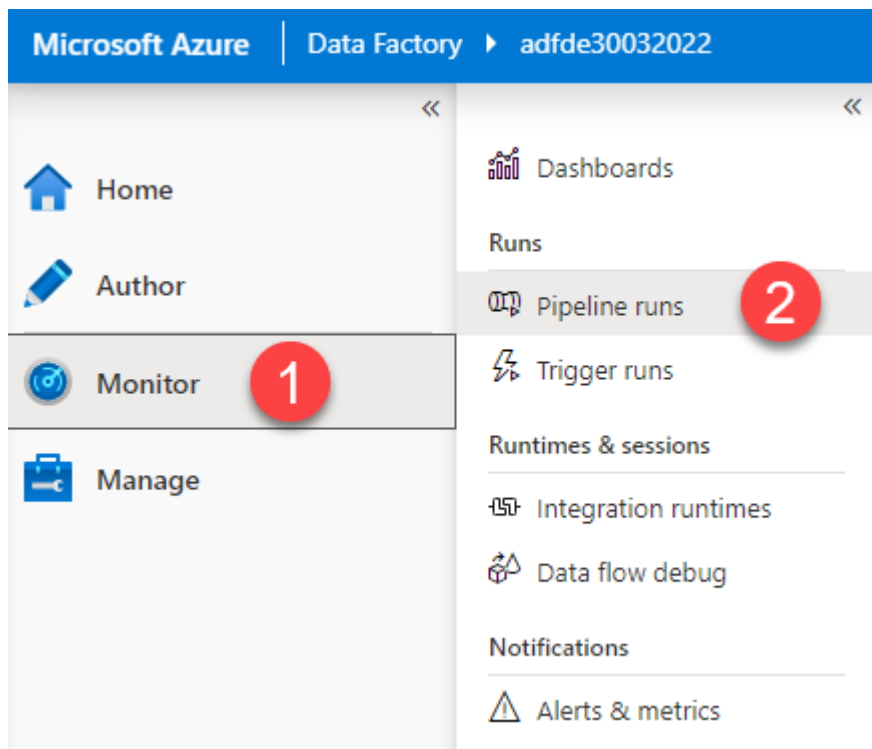 Microsoft Azure Data Factory adfde30032022
Home
Author
Monitor 1
Manage
Dashboards
Runs
Pipeline runs 2
Trigger runs
Runtimes & sessions
Integration runtimes
Data flow debug
Notifications
Alerts & metrics